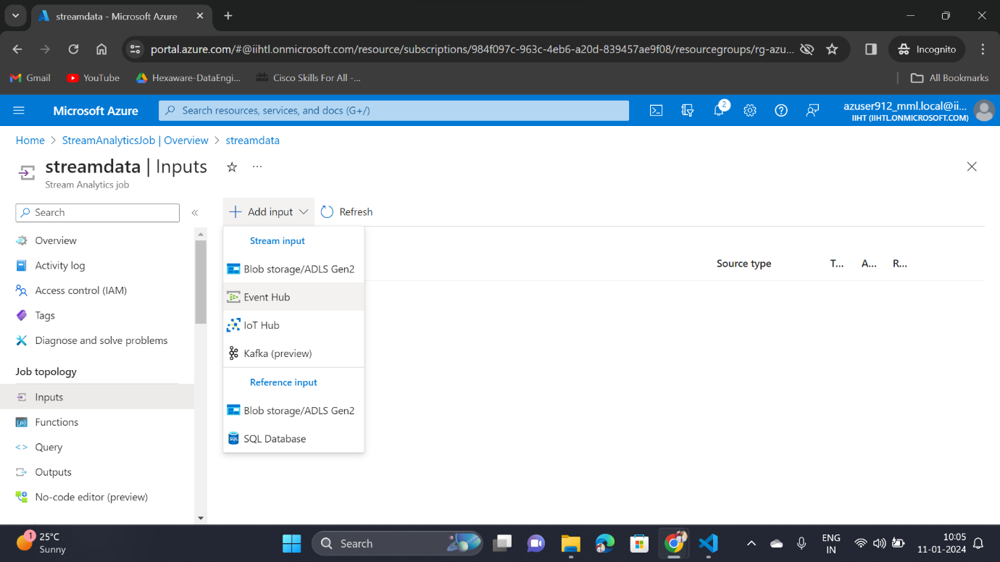 streamdata - Microsoft Azure
portal.azure.com/#@iihtl.onmicrosoft.com/resource/subscriptions/984f097c-963c-4eb6-a20d-839457ae9f08/resourcegroups/rg-azu...
Incognito
Gmail
YouTube
Hexaware-DataEngi...
Cisco Skills For All -...
All Bookmarks
Microsoft Azure
Search resources, services, and docs (G+/)
2
azuser912_mml.local@ii...
IIHT (IIHTL.ONMICROSOFT.COM)
Home > StreamAnalyticsJob | Overview > streamdata
streamdata | Inputs
Stream Analytics job
Search
Overview
Activity log
Access control (IAM)
Tags
Diagnose and solve problems
Job topology
Inputs
Functions
Query
Outputs
No-code editor (preview)
Add input
Refresh
Stream input
Blob storage/ADLS Gen2
Event Hub
IoT Hub
Kafka (preview)
Reference input
Blob storage/ADLS Gen2
SQL Database
Source type T... A... R...
1
25°C
Sunny
Search
ENG
IN
10:05
11-01-2024